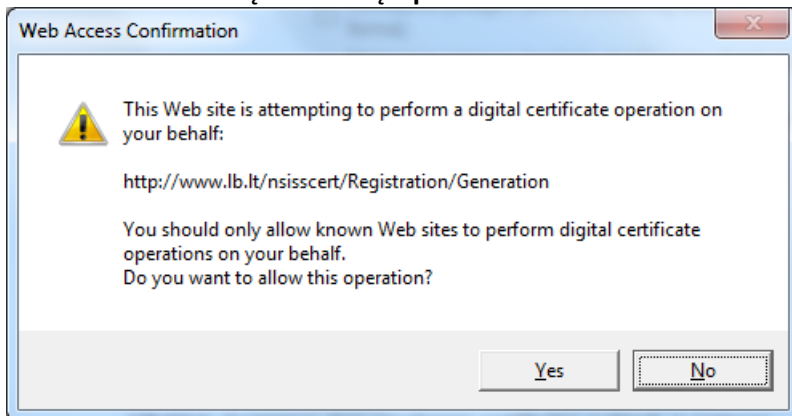 Web Access Confirmation
This Web site is attempting to perform a digital certificate operation on
your behalf:
http://www.lb.lt/nsisscert/Registration/Generation
You should only allow known Web sites to perform digital certificate
operations on your behalf.
Do you want to allow this operation?
Yes
No